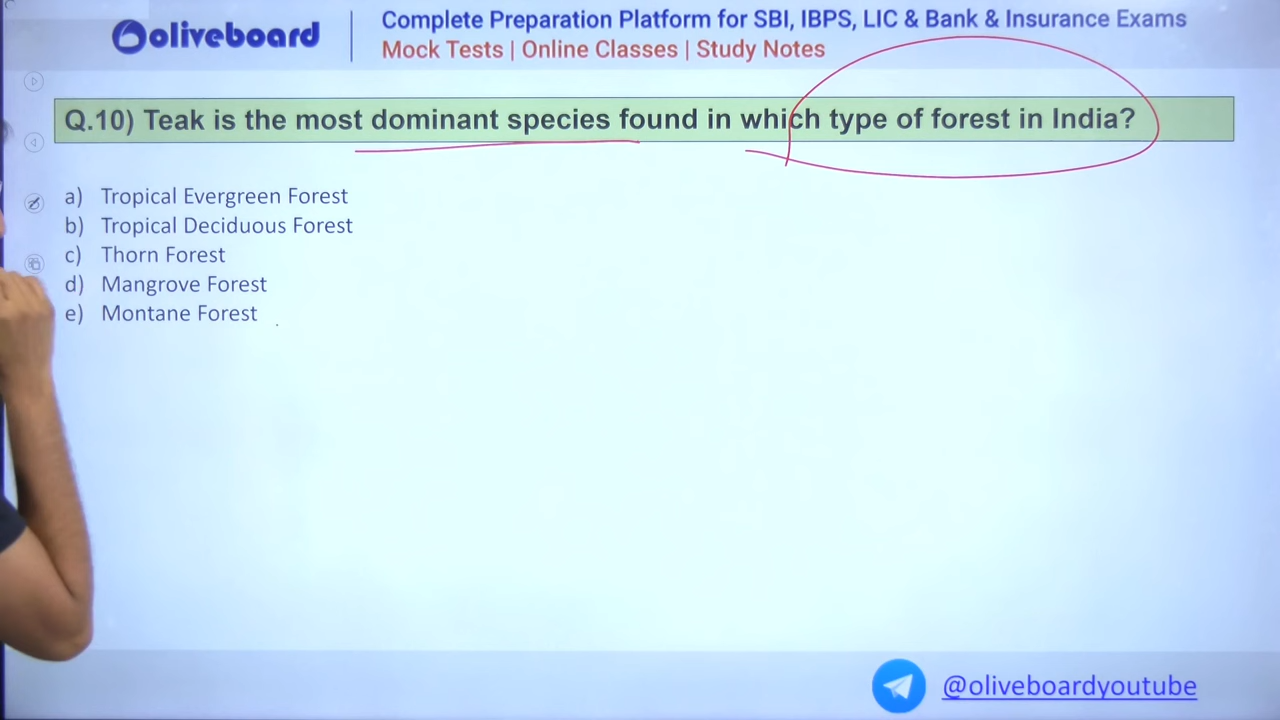 oliveboard
Complete Preparation Platform for SBI, IBPS, LIC & Bank & Insurance Exams
Mock Tests | Online Classes | Study Notes
Q.10) Teak is the most dominant species found in which type of forest in India?
a) Tropical Evergreen Forest
b) Tropical Deciduous Forest
c) Thorn Forest
d) Mangrove Forest
e) Montane Forest
@oliveboardyoutube